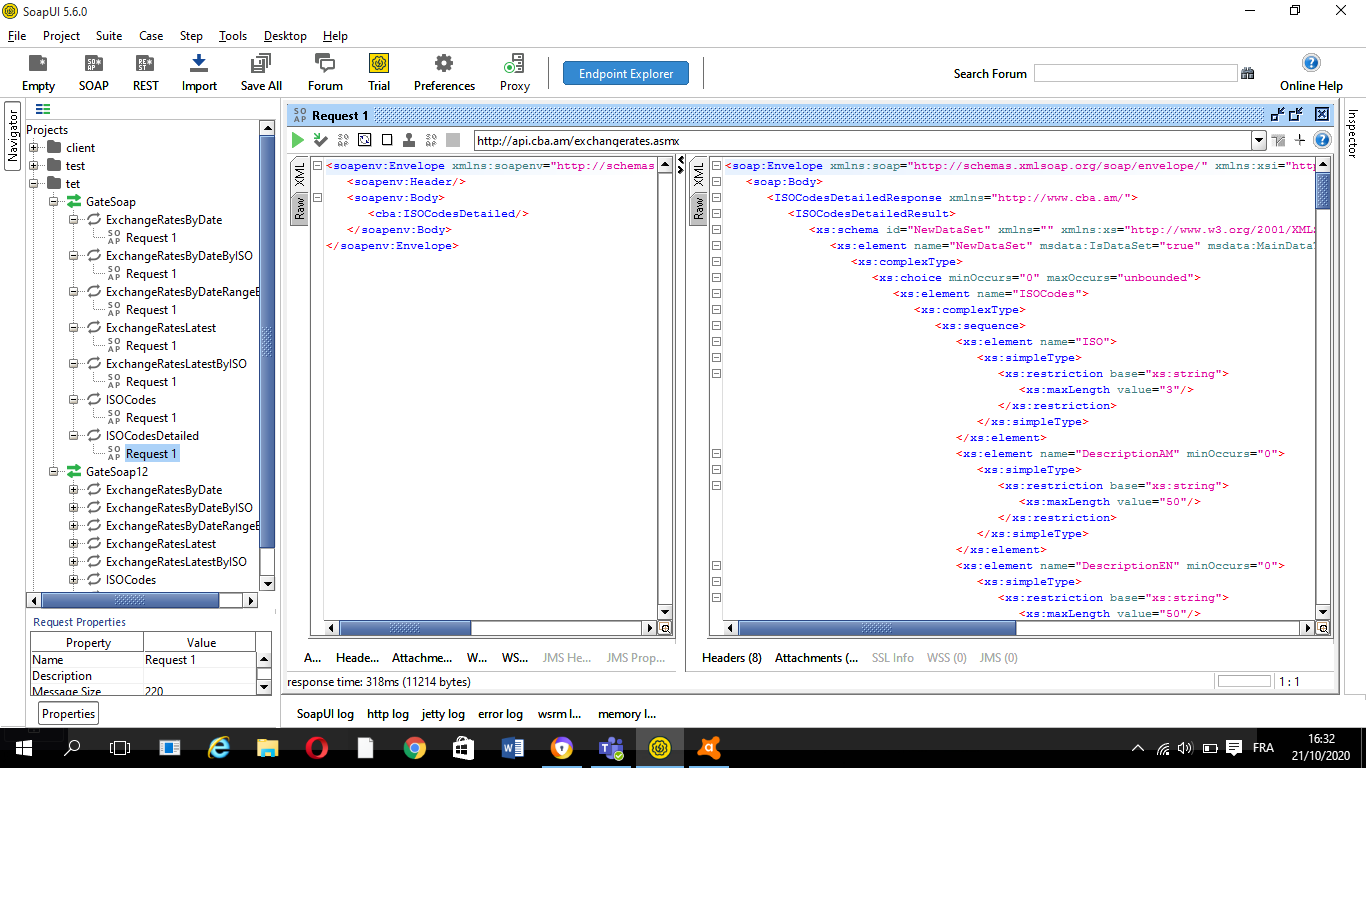 SoapUI 5.6.0
File Project Suite Case Step Tools Desktop Help
Empty SOAP REST Import Save All Forum Trial Preferences Proxy Endpoint Explorer Search Forum Online Help
Navigator
Projects
client
test
tet
GateSoap
ExchangeRatesByDate
Request 1
ExchangeRatesByDateByISO
Request 1
ExchangeRatesByDateRangeE
Request 1
ExchangeRatesLatest
Request 1
ExchangeRatesLatestByISO
Request 1
ISOCodes
Request 1
ISOCodesDetailed
Request 1
GateSoap12
ExchangeRatesByDate
ExchangeRatesByDateByISO
ExchangeRatesByDateRangeE
ExchangeRatesLatest
ExchangeRatesLatestByISO
ISOCodes
Request Properties
Property Value
Name Request 1
Description
Message Size 220
Properties
Request 1
http://api.cba.am/exchangerates.asmx
XML
Raw
<soapenv:Envelope xmlns:soapenv="http://schemas
<soapenv:Header/>
<soapenv:Body>
<cba:ISOCodesDetailed/>
</soapenv:Body>
</soapenv:Envelope>
A... Heade... Attachme... W... WS... JMS He... JMS Prop...
XML
Raw
<soap:Envelope xmlns:soap="http://schemas.xmlsoap.org/soap/envelope/" xmlns:xsi="http
<soap:Body>
<ISOCodesDetailedResponse xmlns="http://www.cba.am/">
<ISOCodesDetailedResult>
<xs:schema id="NewDataSet" xmlns="" xmlns:xs="http://www.w3.org/2001/XMLS
<xs:element name="NewDataSet" msdata:IsDataSet="true" msdata:MainDataT
<xs:complexType>
<xs:choice minOccurs="0" maxOccurs="unbounded">
<xs:element name="ISOCodes">
<xs:complexType>
<xs:sequence>
<xs:element name="ISO">
<xs:simpleType>
<xs:restriction base="xs:string">
<xs:maxLength value="3"/>
</xs:restriction>
</xs:simpleType>
</xs:element>
<xs:element name="DescriptionAM" minOccurs="0">
<xs:simpleType>
<xs:restriction base="xs:string">
<xs:maxLength value="50"/>
</xs:restriction>
</xs:simpleType>
</xs:element>
<xs:element name="DescriptionEN" minOccurs="0">
<xs:simpleType>
<xs:restriction base="xs:string">
<xs:maxLength value="50"/>
Headers (8) Attachments (... SSL Info WSS (0) JMS (0)
response time: 318ms (11214 bytes) 1 : 1
Inspector
SoapUI log http log jetty log error log wsrm l... memory l...
FRA
16:32
21/10/2020